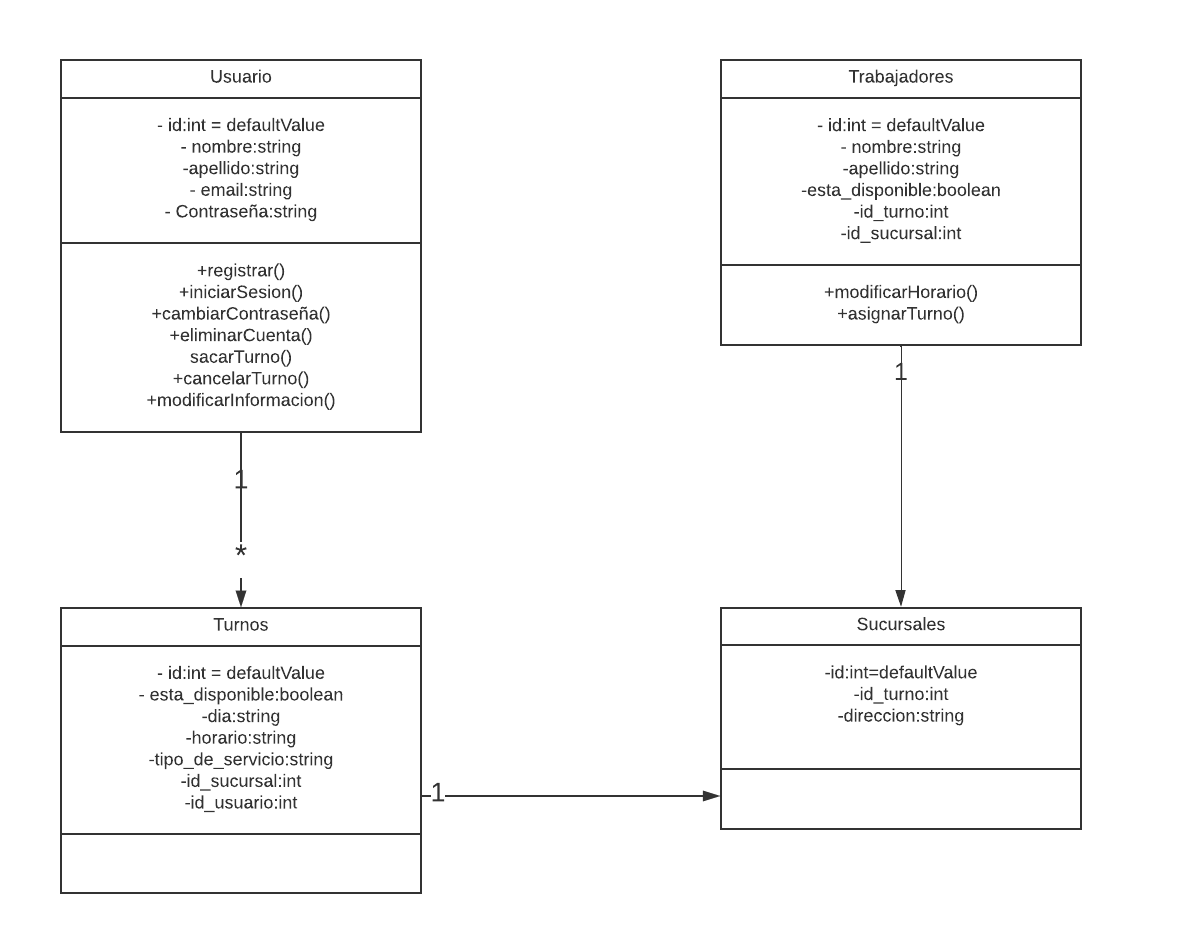 Usuario
- id:int = defaultValue
- nombre:string
-apellido:string
- email:string
- Contraseña:string
+registrar()
+iniciarSesion()
+cambiarContraseña()
+eliminarCuenta()
sacarTurno()
+cancelarTurno()
+modificarInformacion()
1
*
Trabajadores
- id:int = defaultValue
- nombre:string
-apellido:string
-esta_disponible:boolean
-id_turno:int
-id_sucursal:int
+modificarHorario()
+asignarTurno()
1
Turnos
- id:int = defaultValue
- esta_disponible:boolean
-dia:string
-horario:string
-tipo_de_servicio:string
-id_sucursal:int
-id_usuario:int
1
Sucursales
-id:int=defaultValue
-id_turno:int
-direccion:string